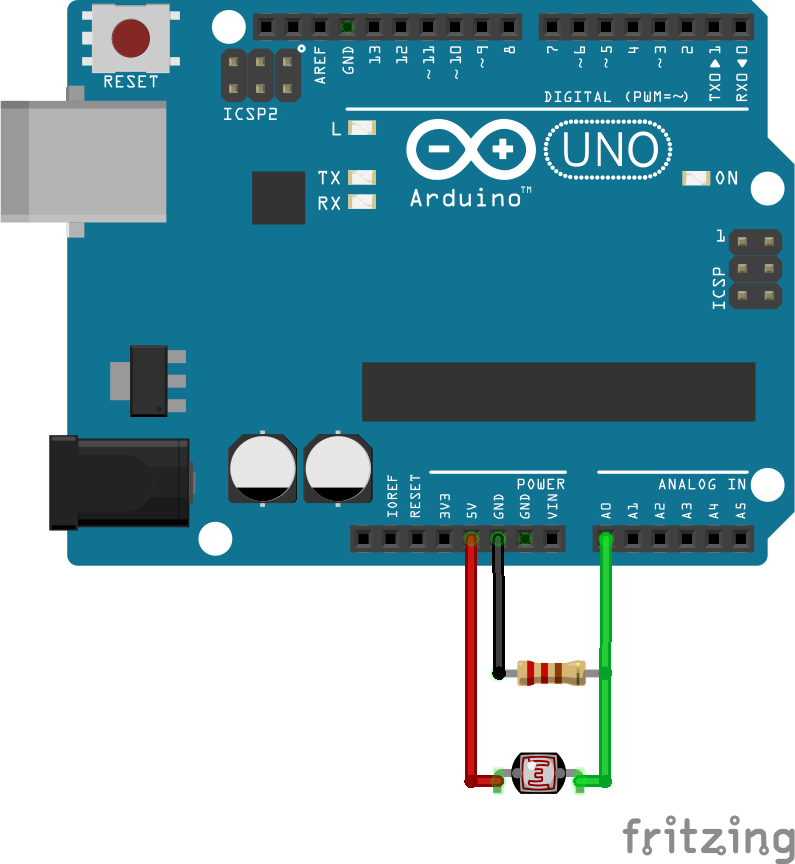 RESET
ICSP2
AREF
GND
13
12
~11
~10
~9
8
7
~6
~5
4
~3
2
TX0▶1
RX0◀0
DIGITAL (PWM=~)
L
TX
RX
Arduino™
UNO
ON
1
ICSP
POWER
ANALOG IN
IOREF
RESET
3V3
5V
GND
GND
VIN
A0
A1
A2
A3
A4
A5
fritzing